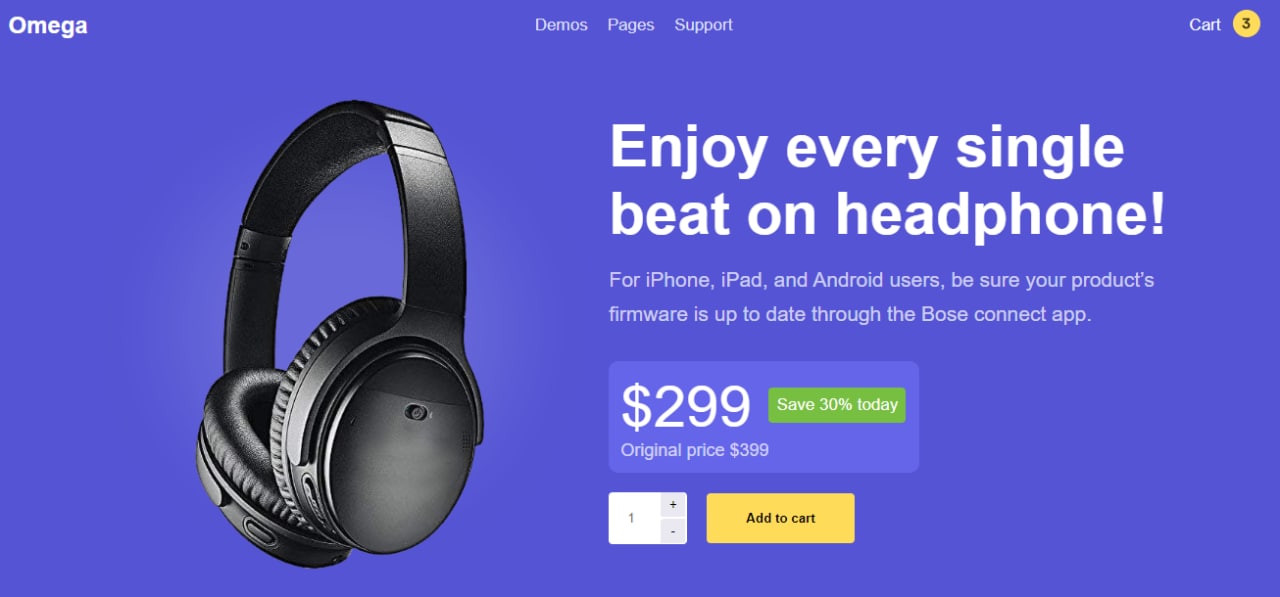 Omega
Demos Pages Support
Cart 3
Enjoy every single
beat on headphone!
For iPhone, iPad, and Android users, be sure your product’s
firmware is up to date through the Bose connect app.
$299 Save 30% today
Original price $399
1 + -
Add to cart